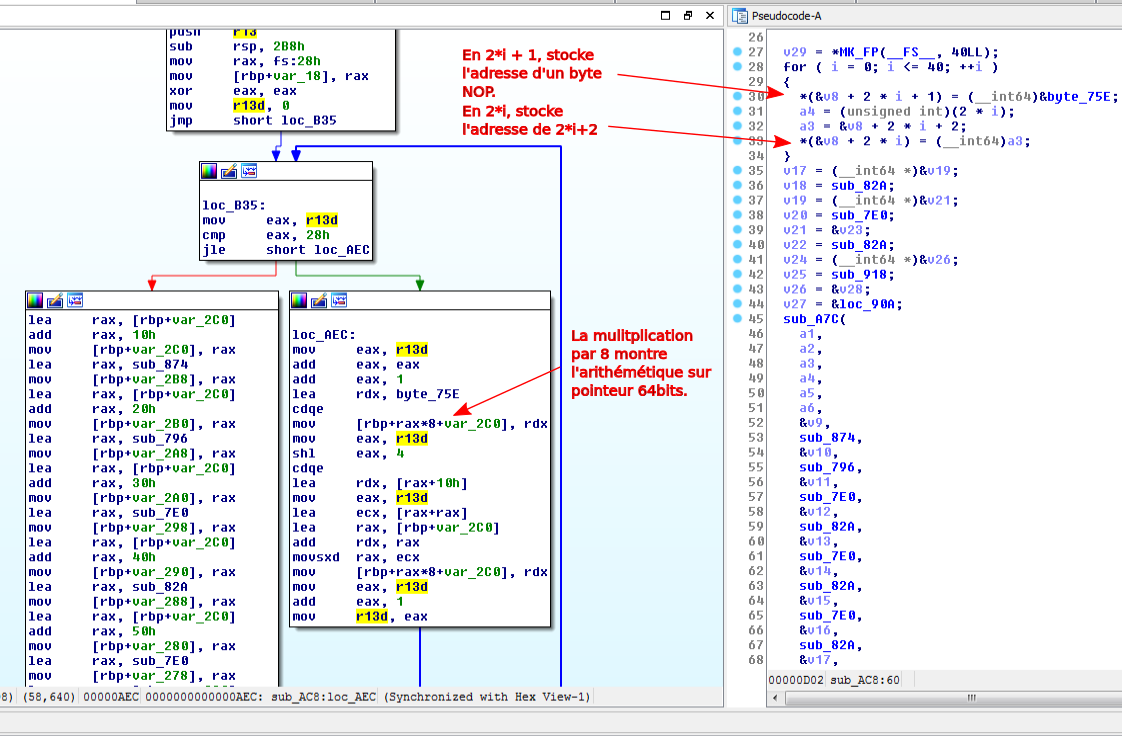 push r13
sub rsp, 2B8h
mov rax, fs:28h
mov [rbp+var_18], rax
xor eax, eax
mov r13d, 0
jmp short loc_B35
loc_B35:
mov eax, r13d
cmp eax, 28h
jle short loc_AEC
lea rax, [rbp+var_2C0]
add rax, 10h
mov [rbp+var_2C0], rax
lea rax, sub_874
mov [rbp+var_2B8], rax
lea rax, [rbp+var_2C0]
add rax, 20h
mov [rbp+var_2B0], rax
lea rax, sub_796
mov [rbp+var_2A8], rax
lea rax, [rbp+var_2C0]
add rax, 30h
mov [rbp+var_2A0], rax
lea rax, sub_7E0
mov [rbp+var_298], rax
lea rax, [rbp+var_2C0]
add rax, 40h
mov [rbp+var_290], rax
lea rax, sub_82A
mov [rbp+var_288], rax
lea rax, [rbp+var_2C0]
add rax, 50h
mov [rbp+var_280], rax
lea rax, sub_7E0
mov [rbp+var_278], rax
loc_AEC:
mov eax, r13d
add eax, eax
add eax, 1
lea rdx, byte_75E
cdqe
mov [rbp+rax*8+var_2C0], rdx
mov eax, r13d
shl eax, 4
cdqe
lea rdx, [rax+10h]
mov eax, r13d
lea ecx, [rax+rax]
lea rax, [rbp+var_2C0]
add rdx, rax
movsxd rax, ecx
mov [rbp+rax*8+var_2C0], rdx
mov eax, r13d
add eax, 1
mov r13d, eax
En 2*i + 1, stocke
l'adresse d'un byte
NOP.
En 2*i, stocke
l'adresse de 2*i+2
La mulitplication
par 8 montre
l'arithémétique sur
pointeur 64bits.
8) (58,640) 00000AEC 0000000000000AEC: sub_AC8:loc_AEC (Synchronized with Hex View-1)
Pseudocode-A
26
27 v29 = *MK_FP(__FS__, 40LL);
28 for ( i = 0; i <= 40; ++i )
29 {
30 *(&v8 + 2 * i + 1) = (__int64)&byte_75E;
31 a4 = (unsigned int)(2 * i);
32 a3 = &v8 + 2 * i + 2;
33 *(&v8 + 2 * i) = (__int64)a3;
34 }
35 v17 = (__int64 *)&v19;
36 v18 = sub_82A;
37 v19 = (__int64 *)&v21;
38 v20 = sub_7E0;
39 v21 = &v23;
40 v22 = sub_82A;
41 v24 = (__int64 *)&v26;
42 v25 = sub_918;
43 v26 = &v28;
44 v27 = &loc_90A;
45 sub_A7C(
46 a1,
47 a2,
48 a3,
49 a4,
50 a5,
51 a6,
52 &v9,
53 sub_874,
54 &v10,
55 sub_796,
56 &v11,
57 sub_7E0,
58 &v12,
59 sub_82A,
60 &v13,
61 sub_7E0,
62 &v14,
63 sub_82A,
64 &v15,
65 sub_7E0,
66 &v16,
67 sub_82A,
68 &v17,
00000D02 sub_AC8:60